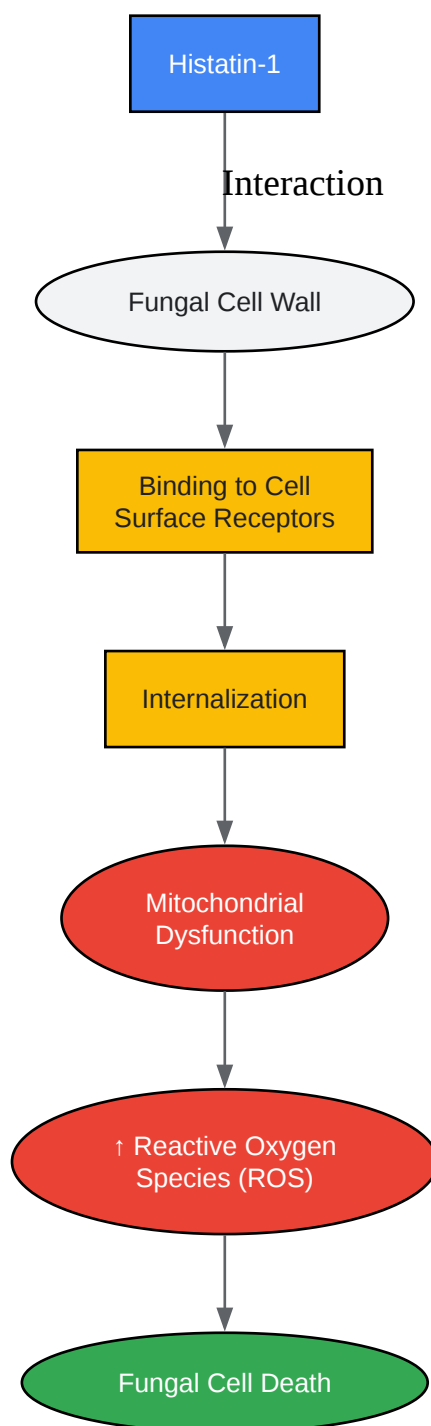 Histatin-1
Interaction
Fungal Cell Wall
Binding to Cell
Surface Receptors
Internalization
Mitochondrial
Dysfunction
↑ Reactive Oxygen
Species (ROS)
Fungal Cell Death